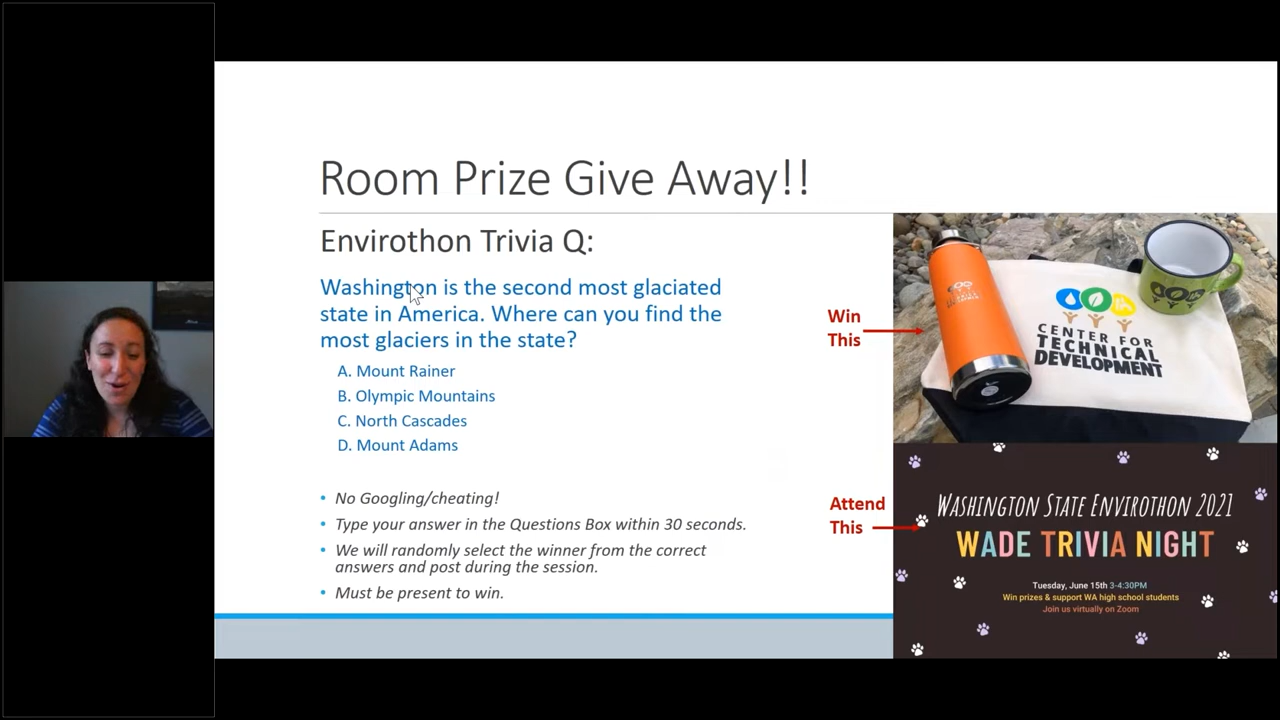 Room Prize Give Away!!
Envirothon Trivia Q:
Washington is the second most glaciated
state in America. Where can you find the
most glaciers in the state?
A. Mount Rainer
B. Olympic Mountains
C. North Cascades
D. Mount Adams
• No Googling/cheating!
• Type your answer in the Questions Box within 30 seconds.
• We will randomly select the winner from the correct
answers and post during the session.
• Must be present to win.
Win
This
CENTER FOR
TECHNICAL
DEVELOPMENT
Attend
This
WASHINGTON STATE ENVIROTHON 2021
WADE TRIVIA NIGHT
Tuesday, June 15th 3-4:30PM
Win prizes & support WA high school students
Join us virtually on Zoom